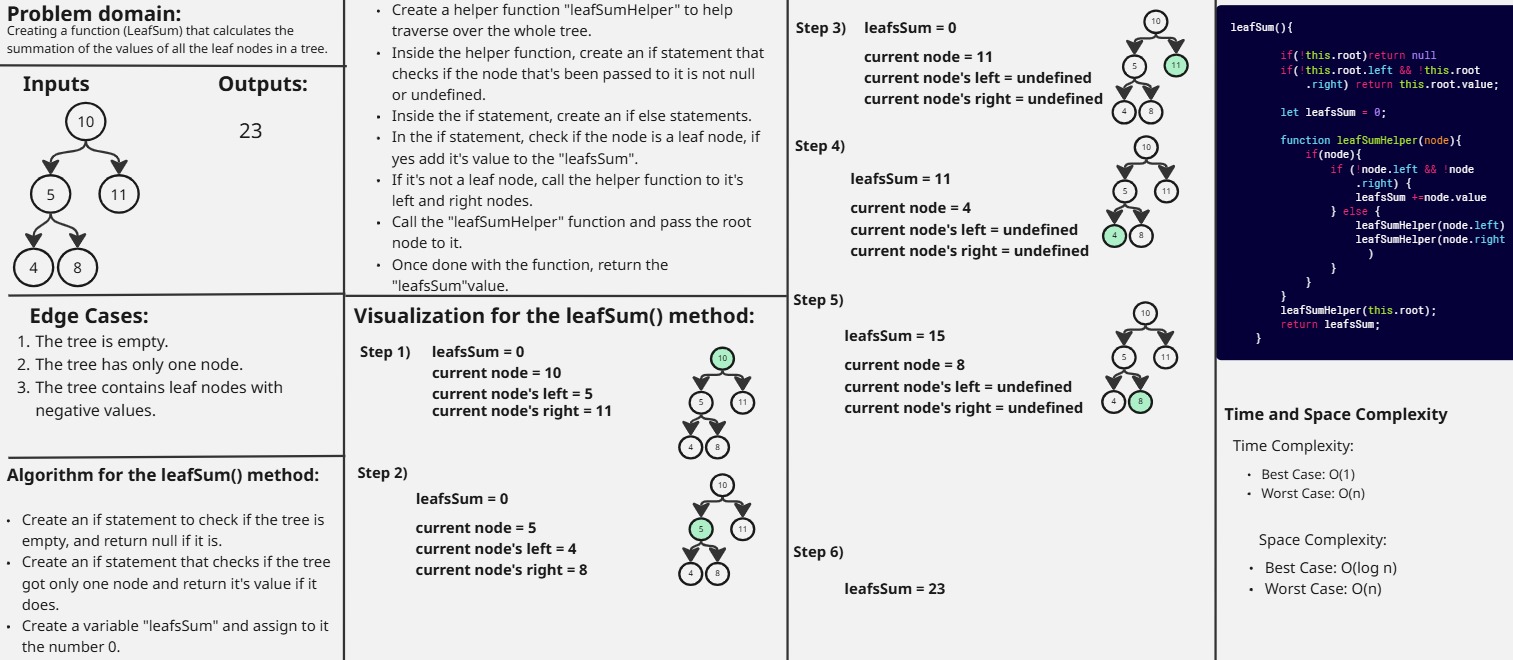 Problem domain:
Creating a function (LeafSum) that calculates the
summation of the values of all the leaf nodes in a tree.
Inputs
Outputs:
10
23
5
11
4
8
Edge Cases:
1. The tree is empty.
2. The tree has only one node.
3. The tree contains leaf nodes with
negative values.
Algorithm for the leafSum() method:
• Create an if statement to check if the tree is
empty, and return null if it is.
• Create an if statement that checks if the tree
got only one node and return it's value if it
does.
• Create a variable "leafsSum" and assign to it
the number 0.
• Create a helper function "leafSumHelper" to help
traverse over the whole tree.
• Inside the helper function, create an if statement that
checks if the node that's been passed to it is not null
or undefined.
• Inside the if statement, create an if else statements.
• In the if statement, check if the node is a leaf node, if
yes add it's value to the "leafsSum".
• If it's not a leaf node, call the helper function to it's
left and right nodes.
• Call the "leafSumHelper" function and pass the root
node to it.
• Once done with the function, return the
"leafsSum"value.
Visualization for the leafSum() method:
Step 1)
leafsSum = 0
current node = 10
current node's left = 5
current node's right = 11
10
5
11
4
8
Step 2)
leafsSum = 0
current node = 5
current node's left = 4
current node's right = 8
10
5
11
4
8
Step 3)
leafsSum = 0
current node = 11
current node's left = undefined
current node's right = undefined
10
5
11
4
8
Step 4)
leafsSum = 11
current node = 4
current node's left = undefined
current node's right = undefined
10
5
11
4
8
Step 5)
leafsSum = 15
current node = 8
current node's left = undefined
current node's right = undefined
10
5
11
4
8
Step 6)
leafsSum = 23
leafSum(){
if(!this.root)return null
if(!this.root.left && !this.root
.right) return this.root.value;
let leafsSum = 0;
function leafSumHelper(node){
if(node){
if (!node.left && !node
.right) {
leafsSum +=node.value
} else {
leafSumHelper(node.left)
leafSumHelper(node.right
)
}
}
}
leafSumHelper(this.root);
return leafsSum;
}
Time and Space Complexity
Time Complexity:
• Best Case: O(1)
• Worst Case: O(n)
Space Complexity:
• Best Case: O(log n)
• Worst Case: O(n)